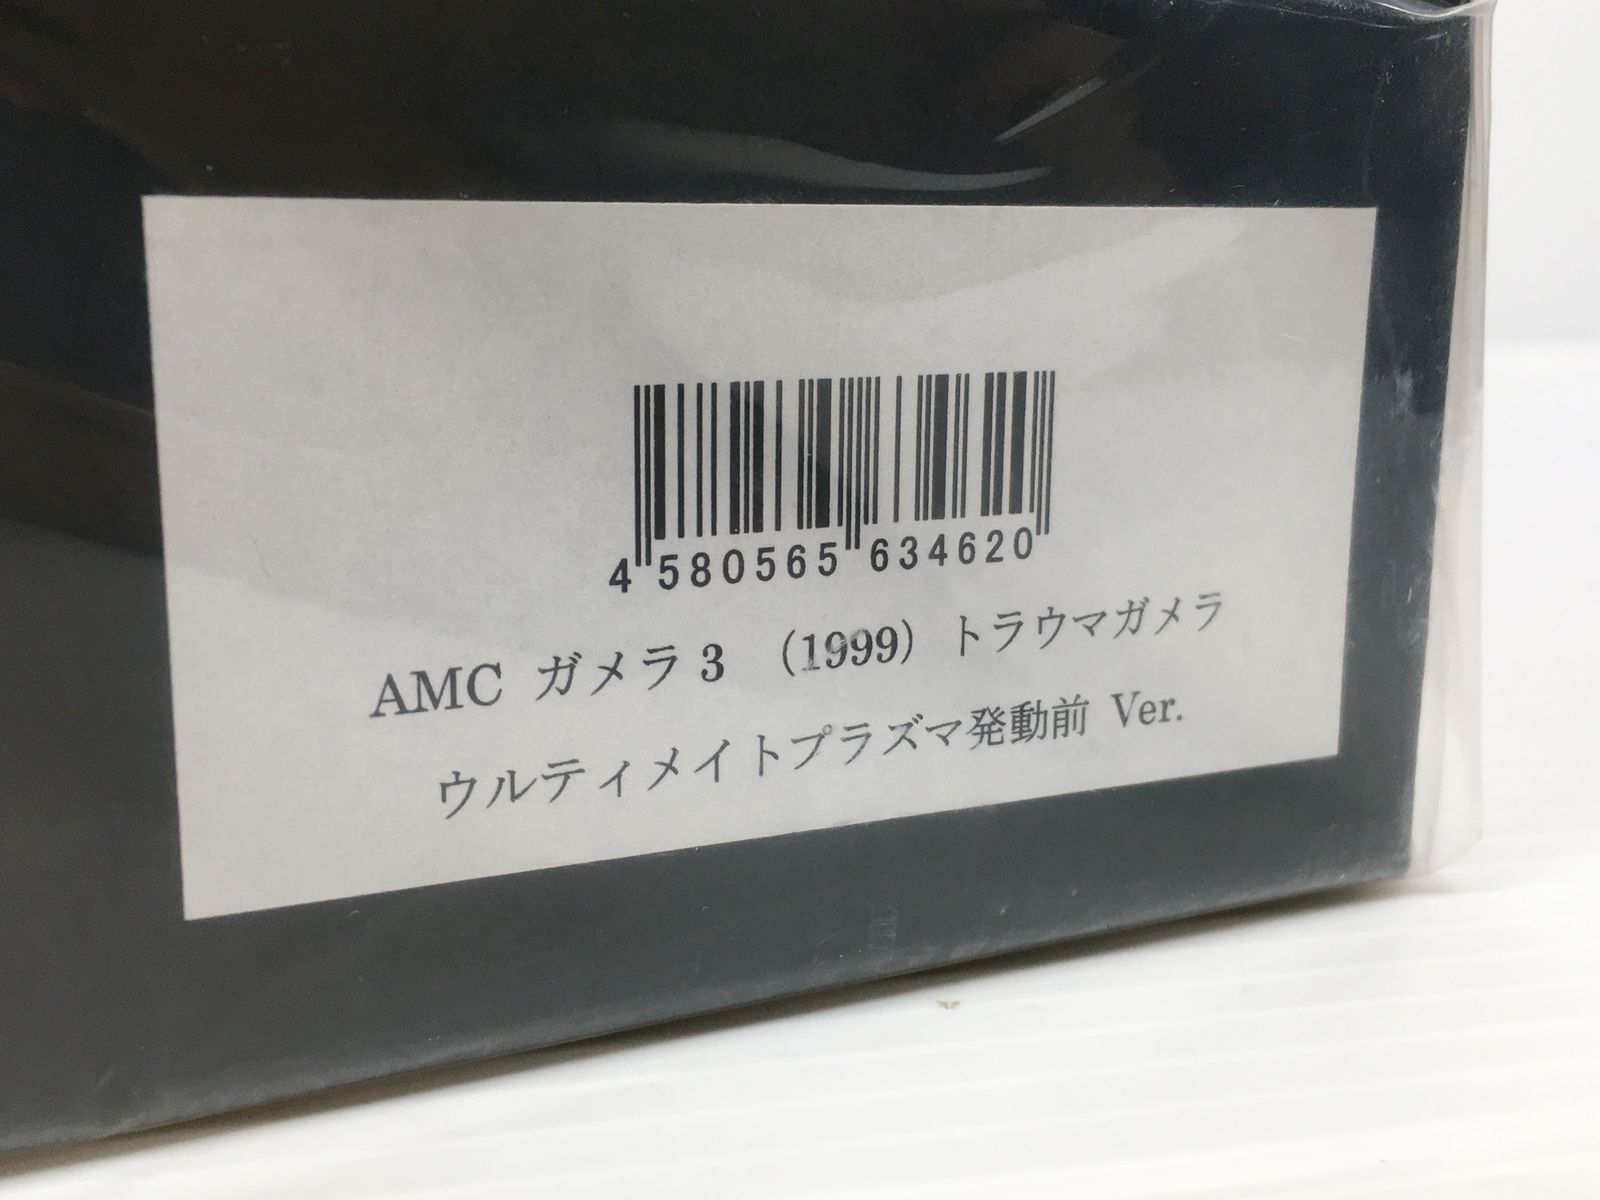 4 580565 634620
AMC ガメラ3 （1999）トラウマガメラ
ウルティメイトプラズマ発動前 Ver.